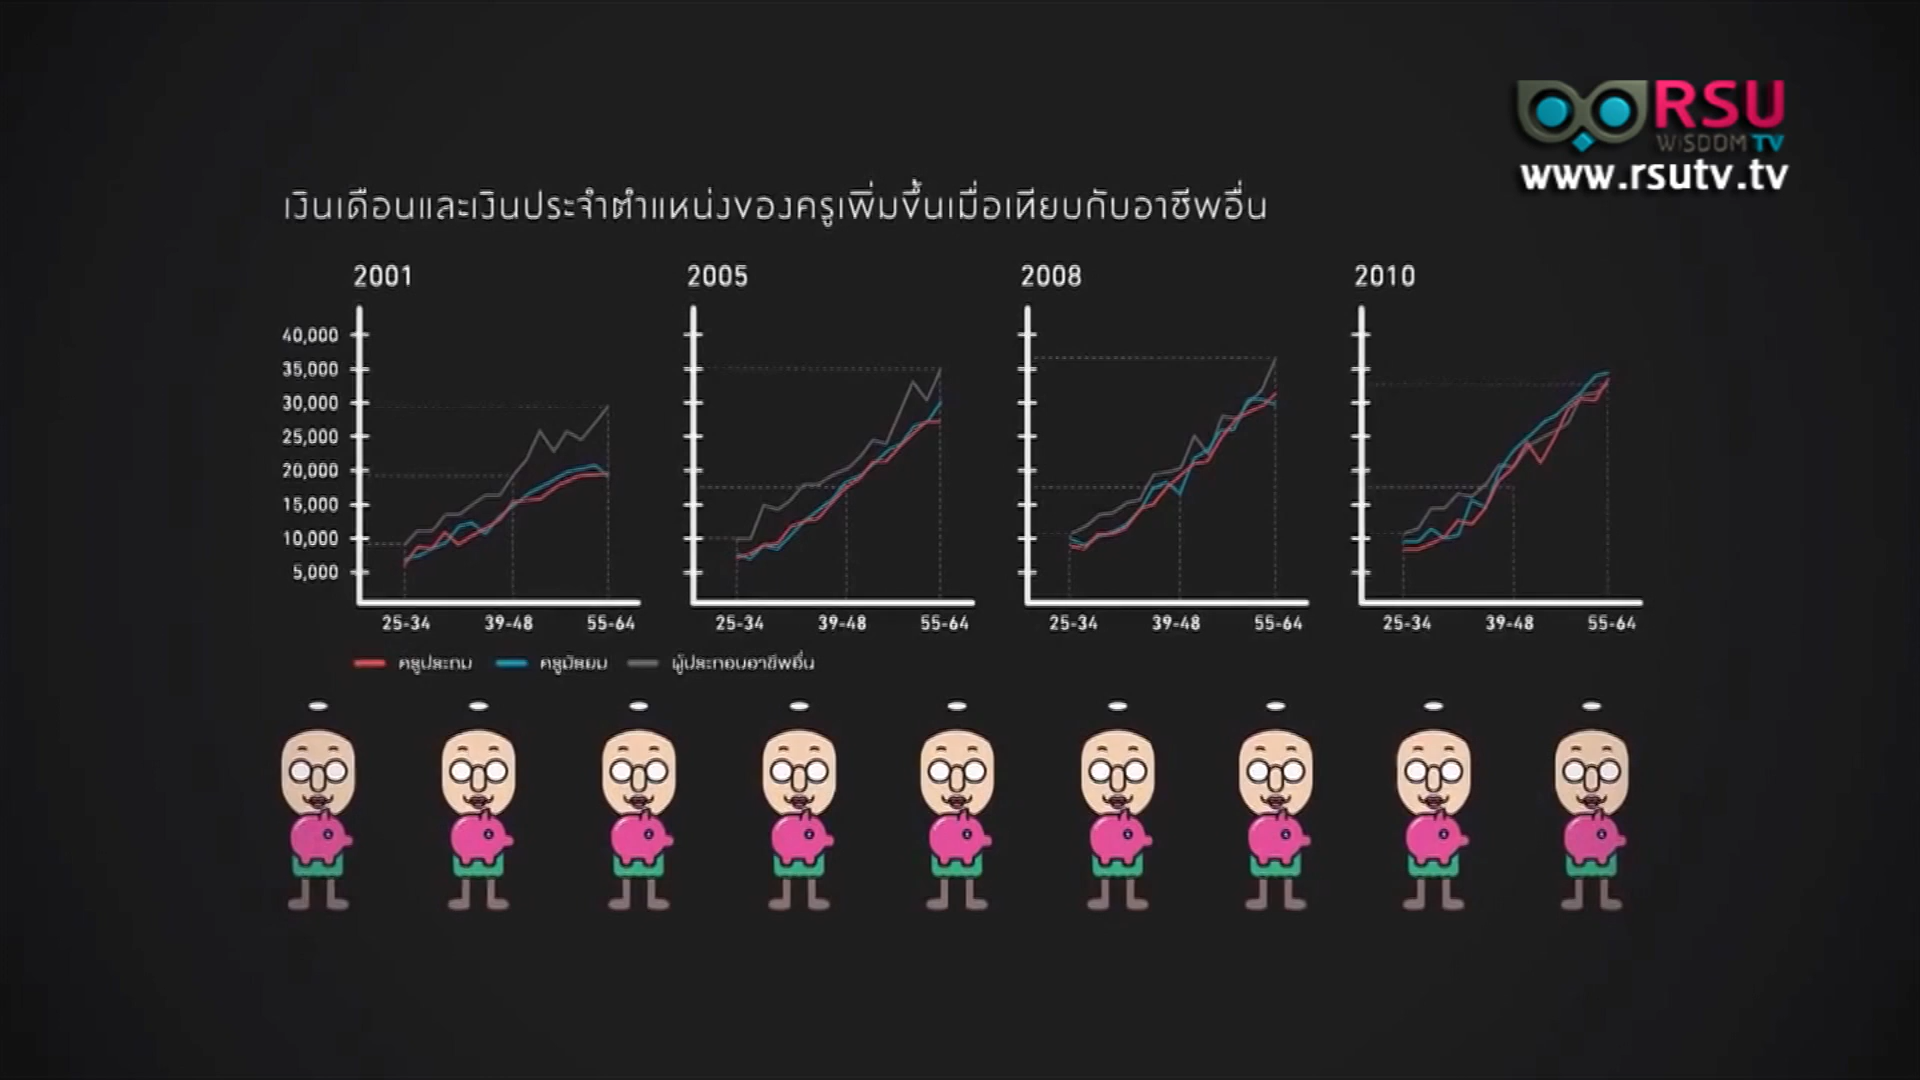 RSU
WISDOM TV
www.rsutv.tv
เงินเดือนและเงินประจำตำแหน่งของครูเพิ่มขึ้นเมื่อเทียบกับอาชีพอื่น
2001 2005 2008 2010
40,000
35,000
30,000
25,000
20,000
15,000
10,000
5,000
25-34 39-48 55-64 25-34 39-48 55-64 25-34 39-48 55-64 25-34 39-48 55-64
ครูประถม ครูมัธยม ผู้ประกอบอาชีพอื่น